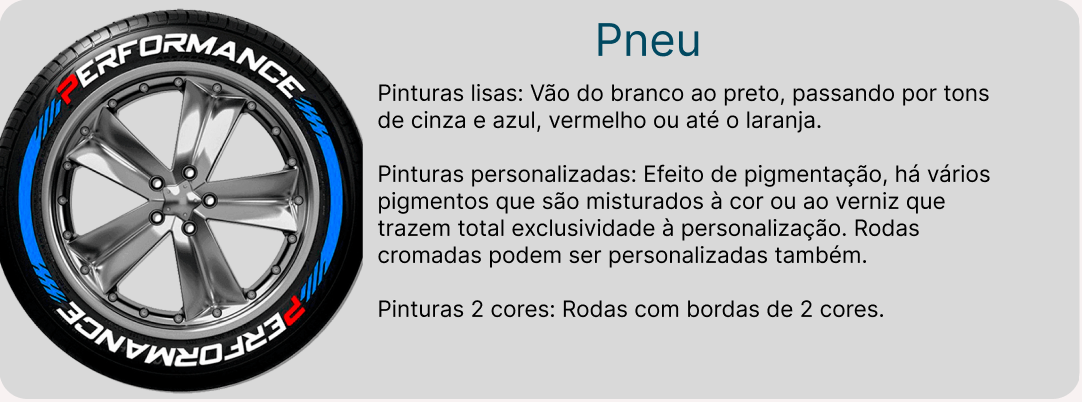 PERFORMANCE
PERFORMANCE
Pneu
Pinturas lisas: Vão do branco ao preto, passando por tons
de cinza e azul, vermelho ou até o laranja.
Pinturas personalizadas: Efeito de pigmentação, há vários
pigmentos que são misturados à cor ou ao verniz que
trazem total exclusividade à personalização. Rodas
cromadas podem ser personalizadas também.
Pinturas 2 cores: Rodas com bordas de 2 cores.